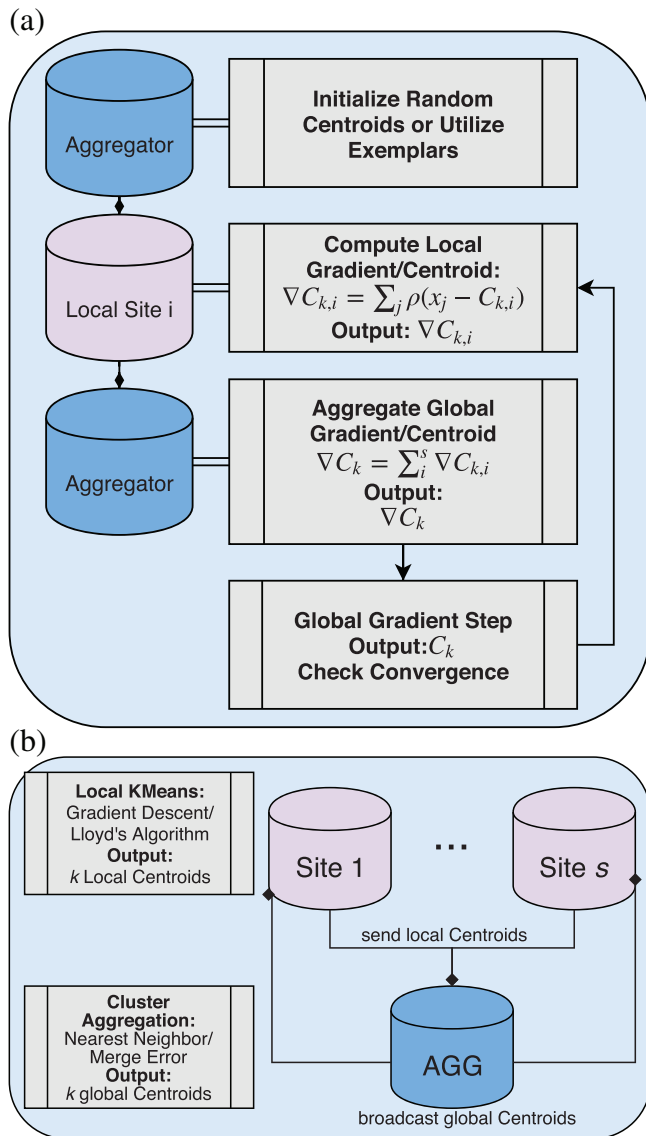 (a)
Aggregator
Initialize Random
Centroids or Utilize
Exemplars
Local Site i
Compute Local
Gradient/Centroid:
∇C_{k,i} = ∑_j ρ(x_j − C_{k,i})
Output: ∇C_{k,i}
Aggregator
Aggregate Global
Gradient/Centroid
∇C_k = ∑_i^s ∇C_{k,i}
Output:
∇C_k
Global Gradient Step
Output:C_k
Check Convergence
(b)
Local KMeans:
Gradient Descent/
Lloyd's Algorithm
Output:
k Local Centroids
Site 1
...
Site s
send local Centroids
Cluster
Aggregation:
Nearest Neighbor/
Merge Error
Output:
k global Centroids
AGG
broadcast global Centroids